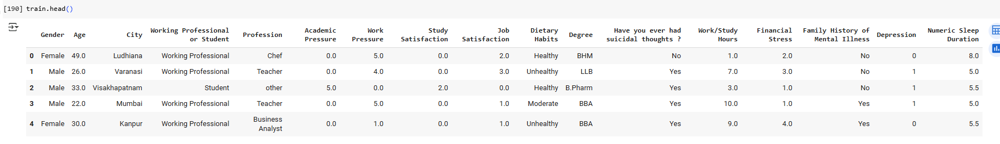 [190] train.head()
Gender Age City Working Professional or Student Profession Academic Pressure Work Pressure Study Satisfaction Job Satisfaction Dietary Habits Degree Have you ever had suicidal thoughts ? Work/Study Hours Financial Stress Family History of Mental Illness Depression Numeric Sleep Duration
0 Female 49.0 Ludhiana Working Professional Chef 0.0 5.0 0.0 2.0 Healthy BHM No 1.0 2.0 No 0 8.0
1 Male 26.0 Varanasi Working Professional Teacher 0.0 4.0 0.0 3.0 Unhealthy LLB Yes 7.0 3.0 No 1 5.0
2 Male 33.0 Visakhapatnam Student other 5.0 0.0 2.0 0.0 Healthy B.Pharm Yes 3.0 1.0 No 1 5.5
3 Male 22.0 Mumbai Working Professional Teacher 0.0 5.0 0.0 1.0 Moderate BBA Yes 10.0 1.0 Yes 1 5.0
4 Female 30.0 Kanpur Working Professional Business Analyst 0.0 1.0 0.0 1.0 Unhealthy BBA Yes 9.0 4.0 Yes 0 5.5